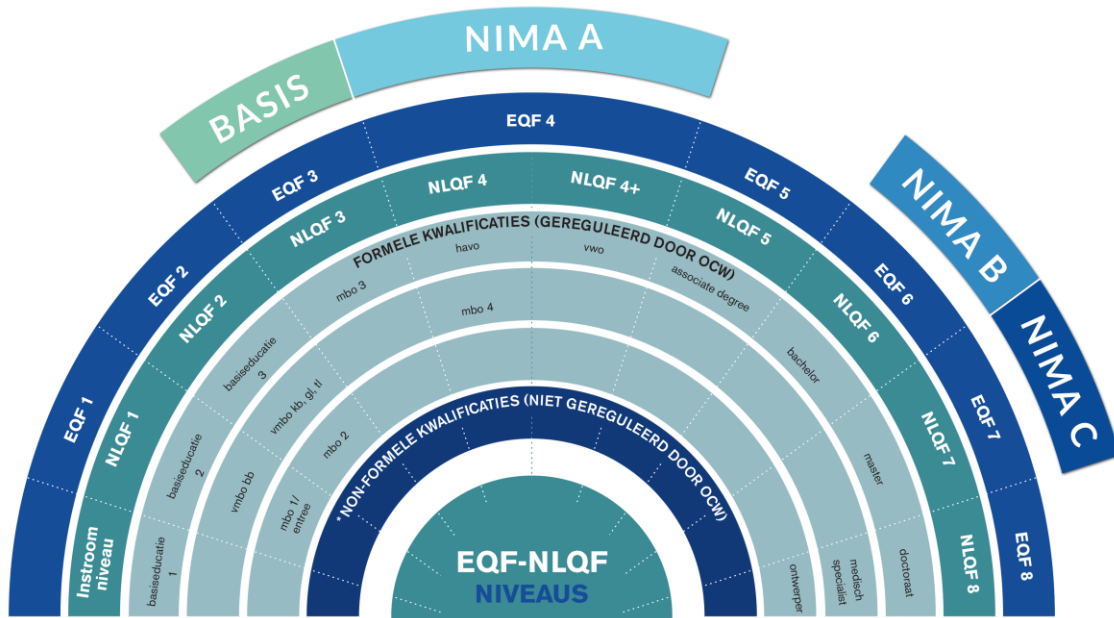 BASIS
NIMA A
NIMA B
NIMA C
EQF 1
EQF 2
EQF 3
EQF 4
EQF 5
EQF 6
EQF 7
EQF 8
Instroom
niveau
NLQF 1
NLQF 2
NLQF 3
NLQF 4
NLQF 4+
NLQF 5
NLQF 6
NLQF 7
NLQF 8
FORMELE KWALIFICATIES (GEREGULEERD DOOR OCW)
basiseducatie
1
basiseducatie
2
basiseducatie
3
mbo 3
havo
vwo
associate degree
bachelor
master
doctoraat
vmbo bb
vmbo kb, gl, tl
mbo 4
medisch
specialist
mbo 1/
entree
mbo 2
ontwerper
*NON-FORMELE KWALIFICATIES (NIET GEREGULEERD DOOR OCW)
EQF-NLQF
NIVEAUS